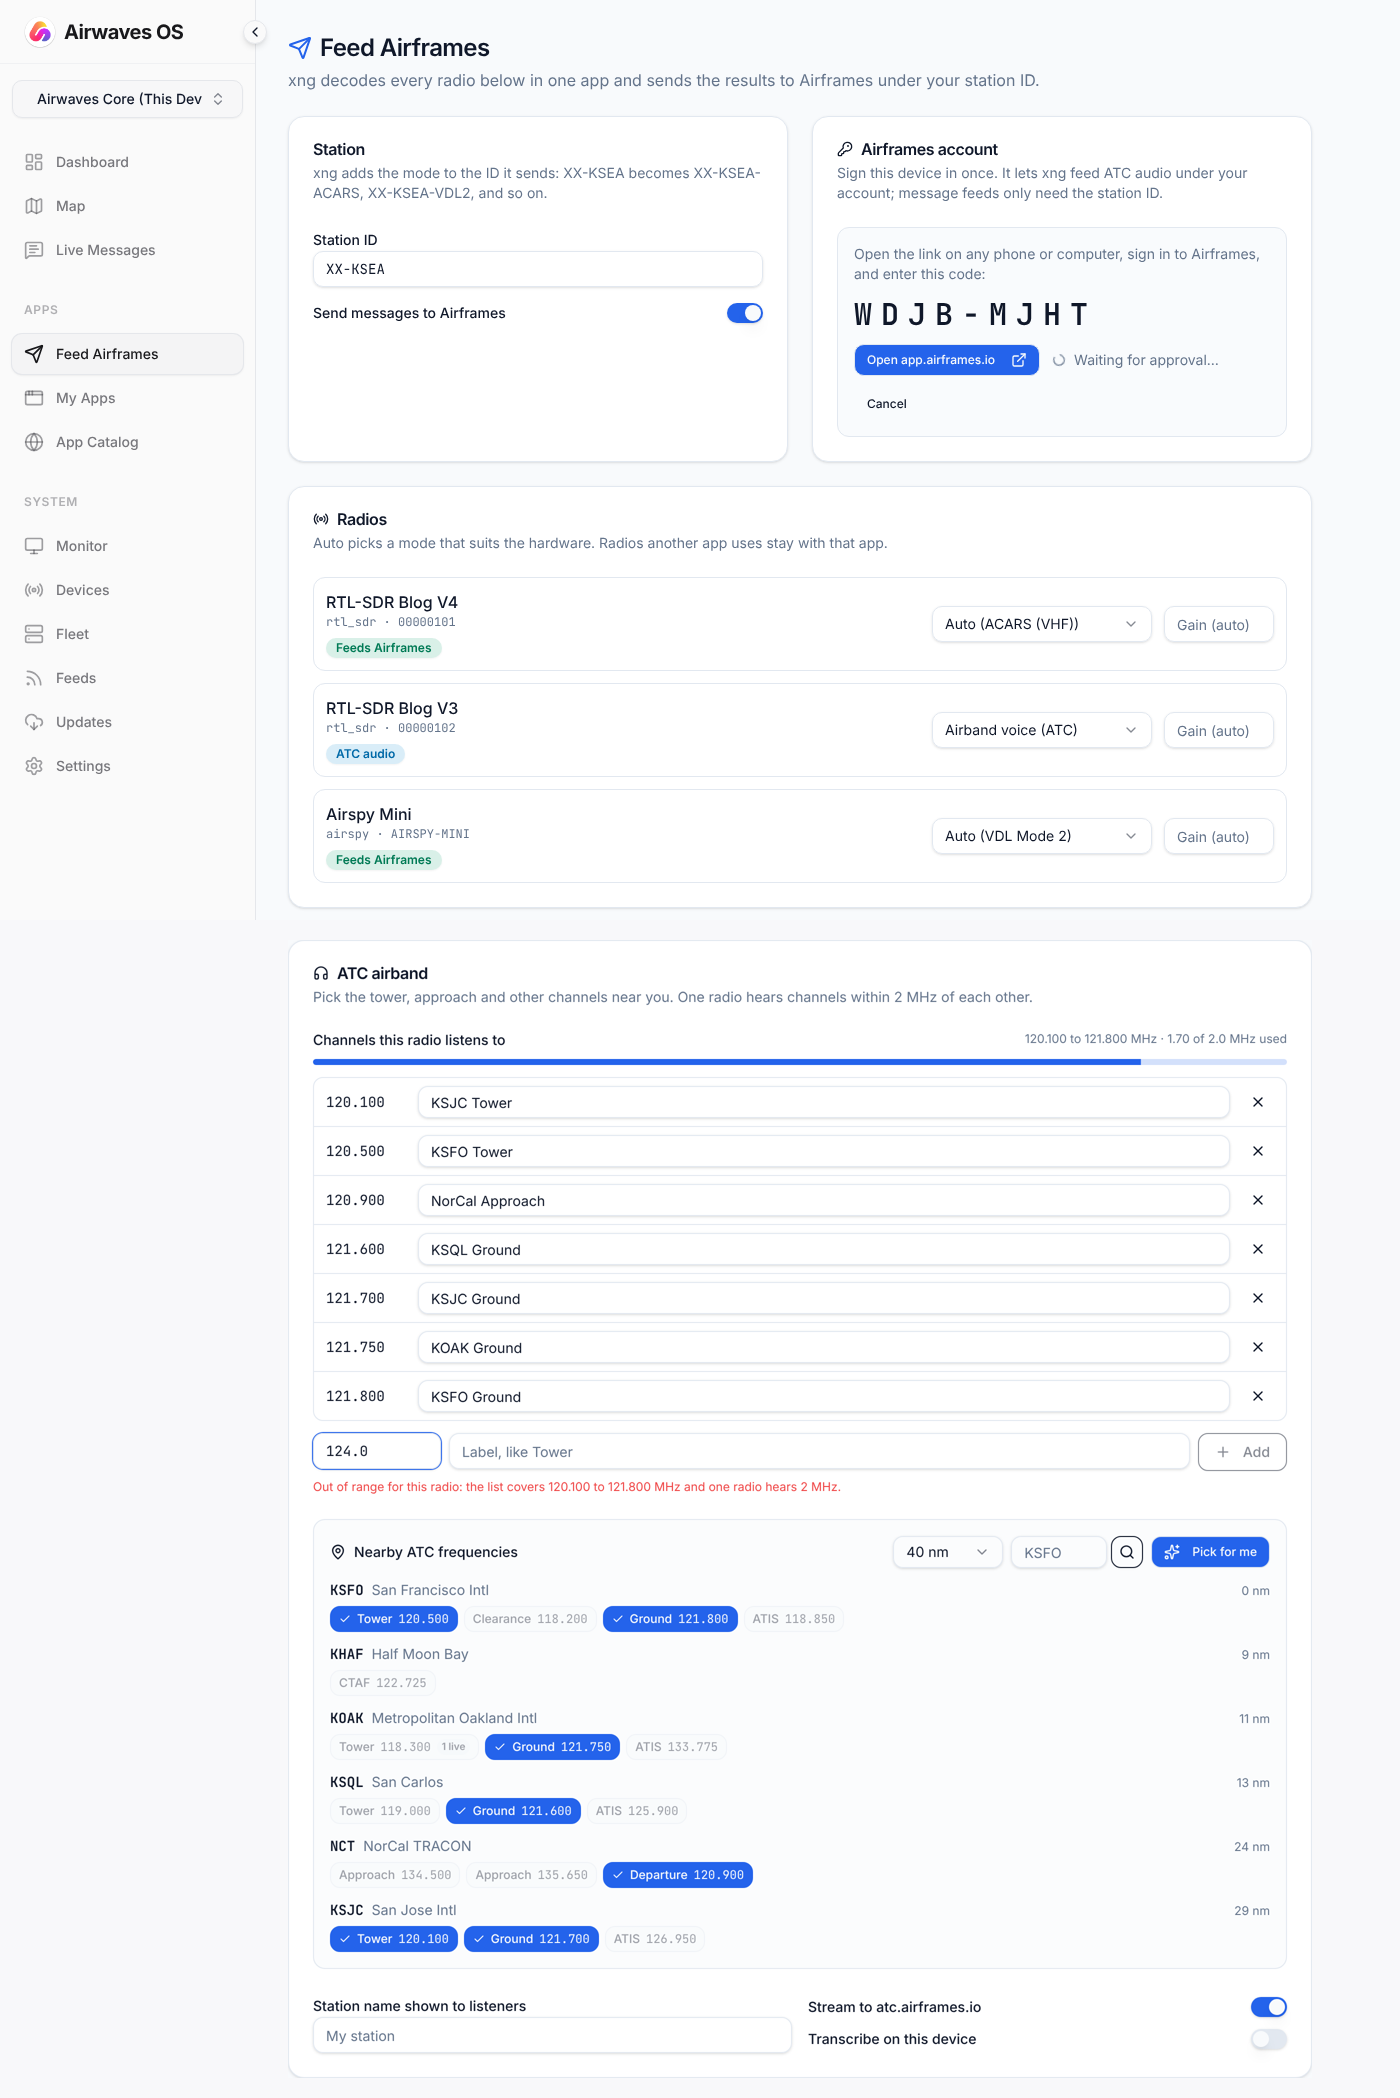 Airwaves OS
Airwaves Core (This Dev
Dashboard
Map
Live Messages
APPS
Feed Airframes
My Apps
App Catalog
SYSTEM
Monitor
Devices
Fleet
Feeds
Updates
Settings
Feed Airframes
xng decodes every radio below in one app and sends the results to Airframes under your station ID.
Station
xng adds the mode to the ID it sends: XX-KSEA becomes XX-KSEA-
ACARS, XX-KSEA-VDL2, and so on.
Station ID
XX-KSEA
Send messages to Airframes
Airframes account
Sign this device in once. It lets xng feed ATC audio under your
account; message feeds only need the station ID.
Open the link on any phone or computer, sign in to Airframes,
and enter this code:
WDJB-MJHT
Open app.airframes.io
Waiting for approval...
Cancel
Radios
Auto picks a mode that suits the hardware. Radios another app uses stay with that app.
RTL-SDR Blog V4
rtl_sdr · 00000101
Feeds Airframes
Auto (ACARS (VHF))
Gain (auto)
RTL-SDR Blog V3
rtl_sdr · 00000102
ATC audio
Airband voice (ATC)
Gain (auto)
Airspy Mini
airspy · AIRSPY-MINI
Feeds Airframes
Auto (VDL Mode 2)
Gain (auto)
ATC airband
Pick the tower, approach and other channels near you. One radio hears channels within 2 MHz of each other.
Channels this radio listens to
120.100 to 121.800 MHz · 1.70 of 2.0 MHz used
120.100 KSJC Tower
120.500 KSFO Tower
120.900 NorCal Approach
121.600 KSQL Ground
121.700 KSJC Ground
121.750 KOAK Ground
121.800 KSFO Ground
124.0 Label, like Tower Add
Out of range for this radio: the list covers 120.100 to 121.800 MHz and one radio hears 2 MHz.
Nearby ATC frequencies 40 nm KSFO Pick for me
KSFO San Francisco Intl 0 nm
Tower 120.500 Clearance 118.200 Ground 121.800 ATIS 118.850
KHAF Half Moon Bay 9 nm
CTAF 122.725
KOAK Metropolitan Oakland Intl 11 nm
Tower 118.300 1 live Ground 121.750 ATIS 133.775
KSQL San Carlos 13 nm
Tower 119.000 Ground 121.600 ATIS 125.900
NCT NorCal TRACON 24 nm
Approach 134.500 Approach 135.650 Departure 120.900
KSJC San Jose Intl 29 nm
Tower 120.100 Ground 121.700 ATIS 126.950
Station name shown to listeners
My station
Stream to atc.airframes.io
Transcribe on this device